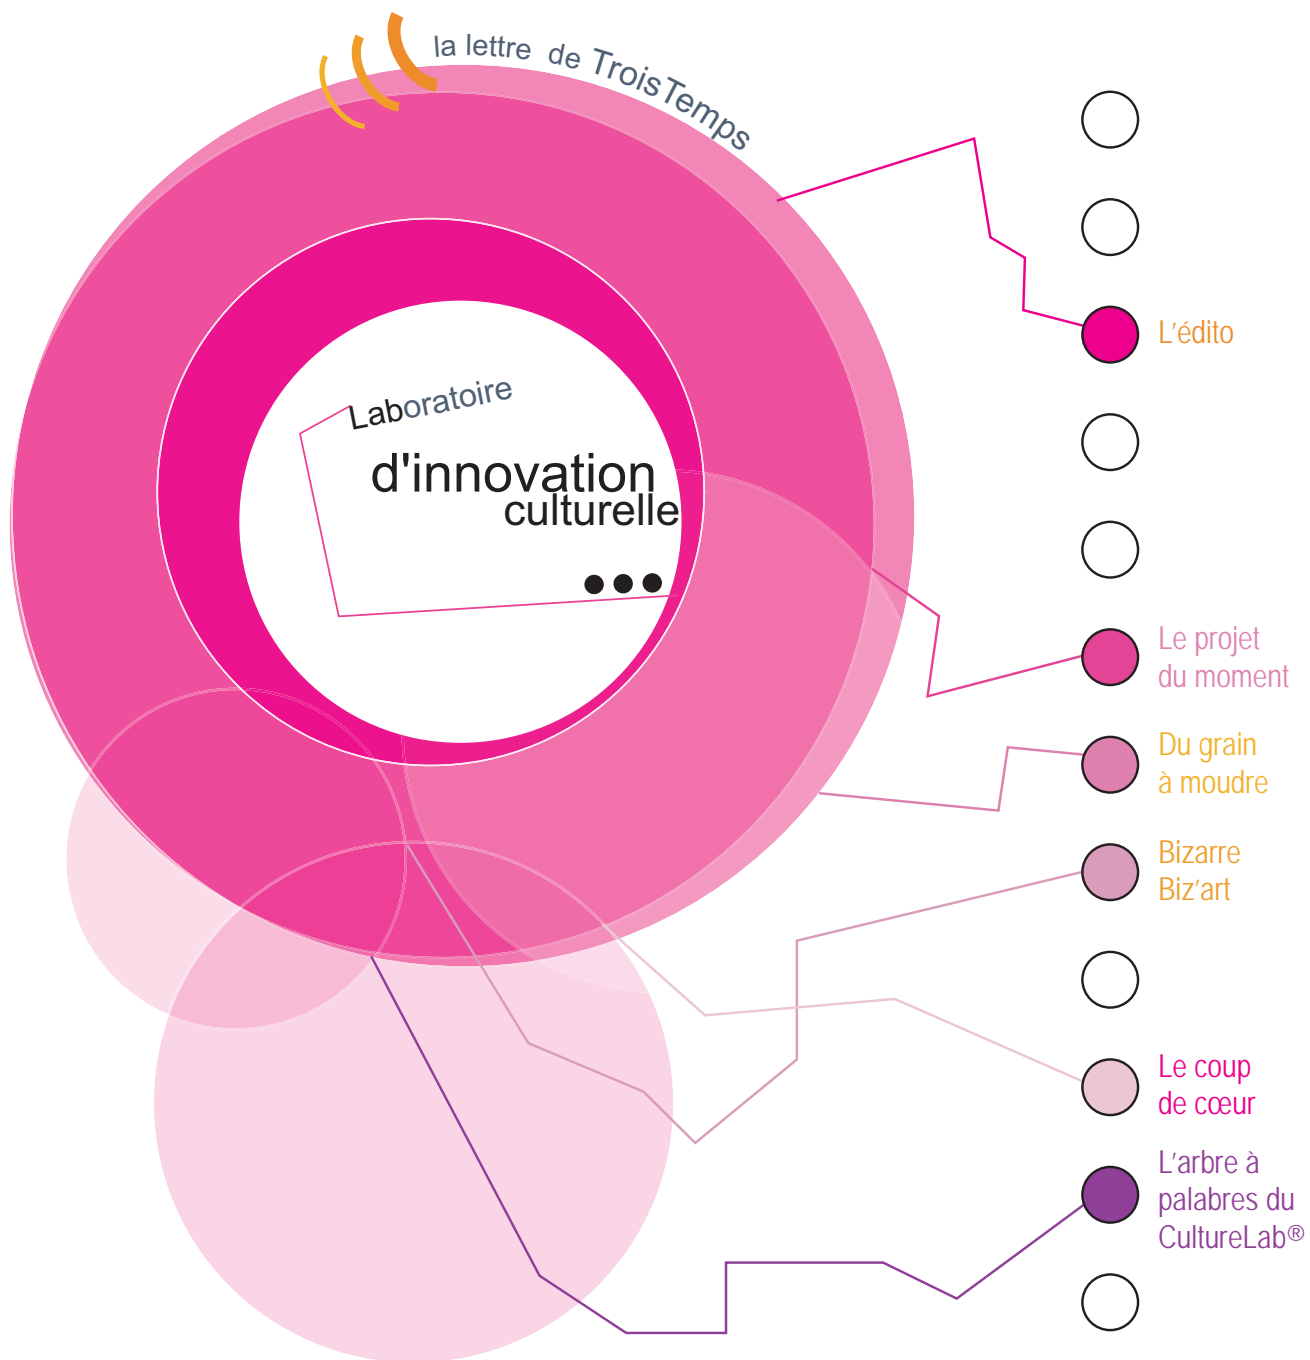 la lettre de TroisTemps
Laboratoire
d'innovation
culturelle
L'édito
Le projet
du moment
Du grain
à moudre
Bizarre
Biz'art
Le coup
de cœur
L'arbre à
palabres du
CultureLab®